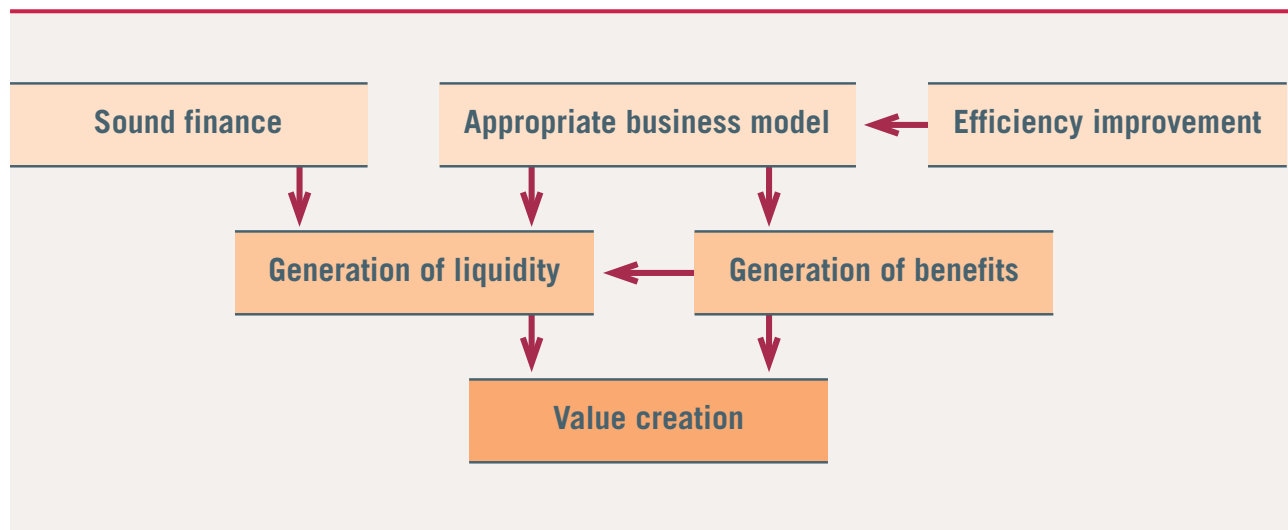 Sound finance
Appropriate business model
Efficiency improvement
Generation of liquidity
Generation of benefits
Value creation